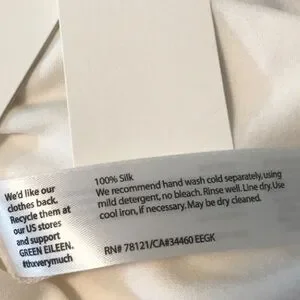 We'd like our
clothes back.
Recycle them at
our US stores
and support
GREEN EILEEN.
#thxverymuch
100% Silk
We recommend hand wash cold separately, using
mild detergent, no bleach. Rinse well. Line dry. Use
cool iron, if necessary. May be dry cleaned.
RN# 78121/CA#34460 EEGK